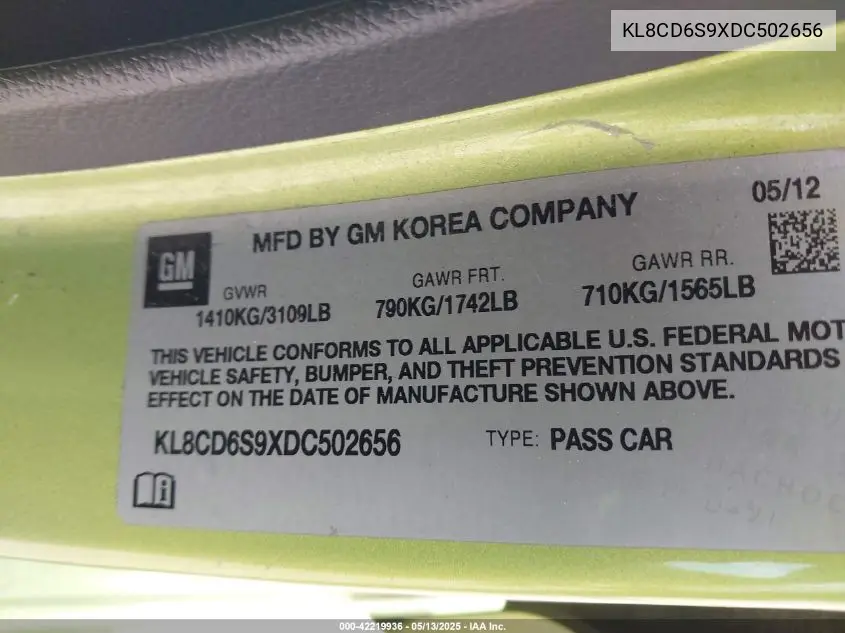 KL8CD6S9XDC502656
05/12
MFD BY GM KOREA COMPANY
GM
GVWR GAWR FRT. GAWR RR.
1410KG/3109LB 790KG/1742LB 710KG/1565LB
THIS VEHICLE CONFORMS TO ALL APPLICABLE U.S. FEDERAL MOT
VEHICLE SAFETY, BUMPER, AND THEFT PREVENTION STANDARDS
EFFECT ON THE DATE OF MANUFACTURE SHOWN ABOVE.
KL8CD6S9XDC502656 TYPE: PASS CAR
i
000-42219936 - 05/13/2025 - IAA Inc.